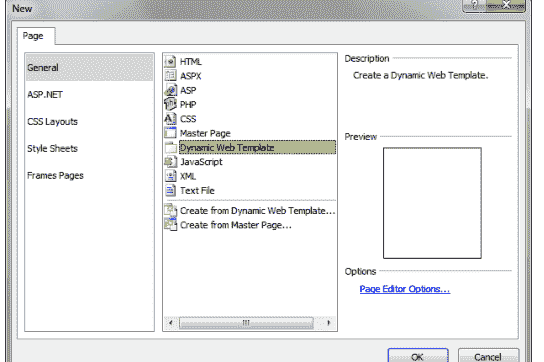 New
Page
General
ASP.NET
CSS Layouts
Style Sheets
Frames Pages
HTML
ASPX
ASP
PHP
CSS
Master Page
Dynamic Web Template
JavaScript
XML
Text File
Create from Dynamic Web Template...
Create from Master Page...
Description
Create a Dynamic Web Template.
Preview
Options
Page Editor Options...
OK
Cancel